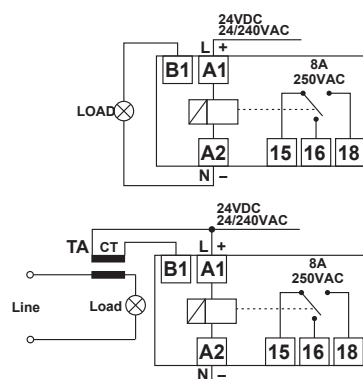 24VDC
24/240VAC
L +
B1 A1
8A
250VAC
LOAD
A2 15 16 18
N –
24VDC
24/240VAC
TA CT L +
B1 A1
8A
250VAC
Line Load
A2 15 16 18
N –